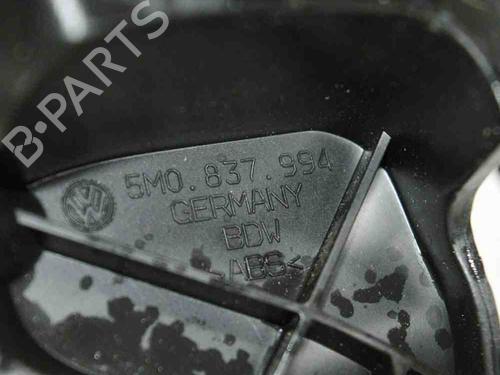 B-PARTS
5M0.837.994
GERMANY
BDW
>ABS<